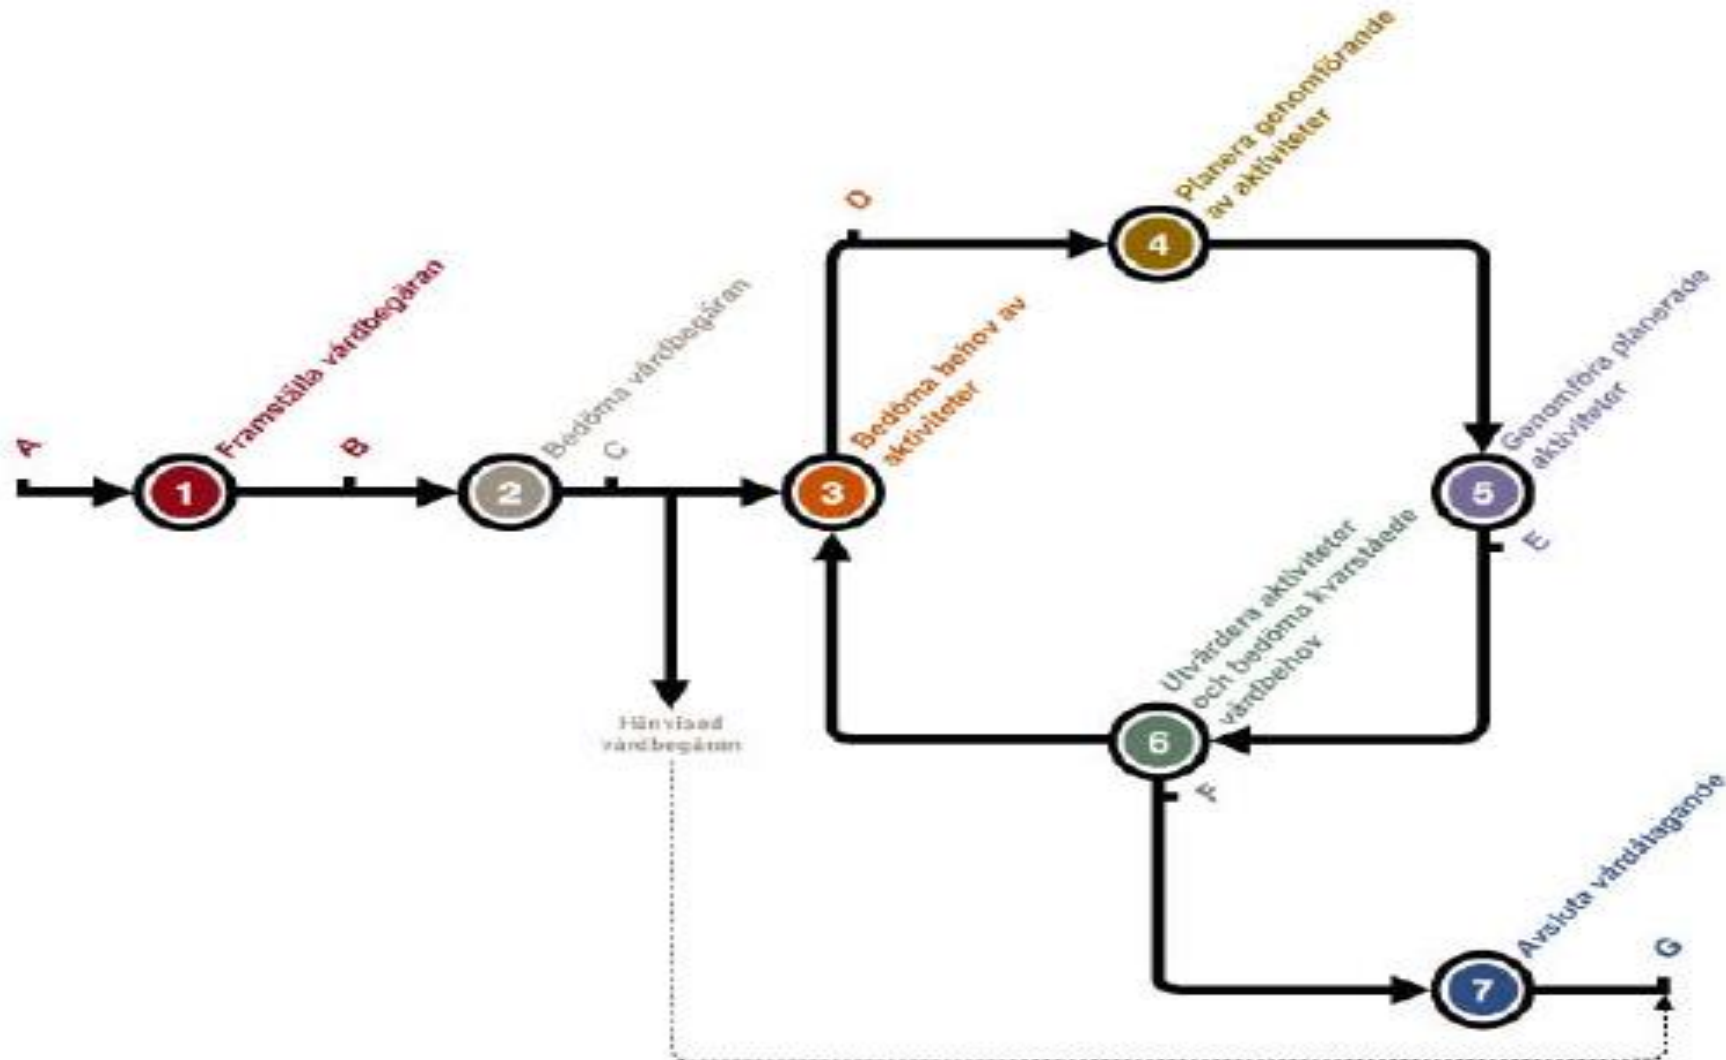 A
1
Framställa vårdbegäran
B
2
Bedöma vårdbegäran
C
Hänvisad
vårdbegäran
3
Bedöma behov av
aktiviteter
D
4
Planera genomförande
av aktiviteter
5
Genomföra planerade
aktiviteter
E
6
Utvärdera aktiviteter
och bedöma kvarståede
vårdbehov
F
7
Avsluta vårdåtagande
G